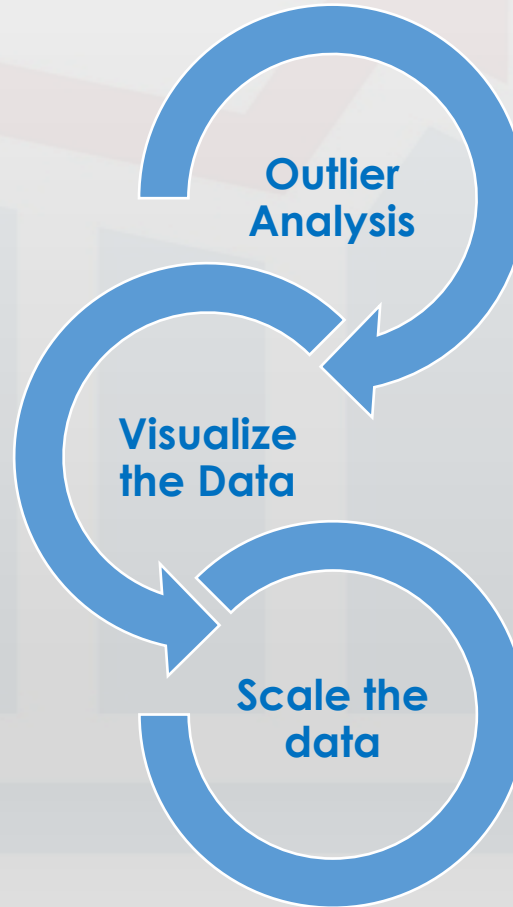 Outlier
Analysis
Visualize
the Data
Scale the
data